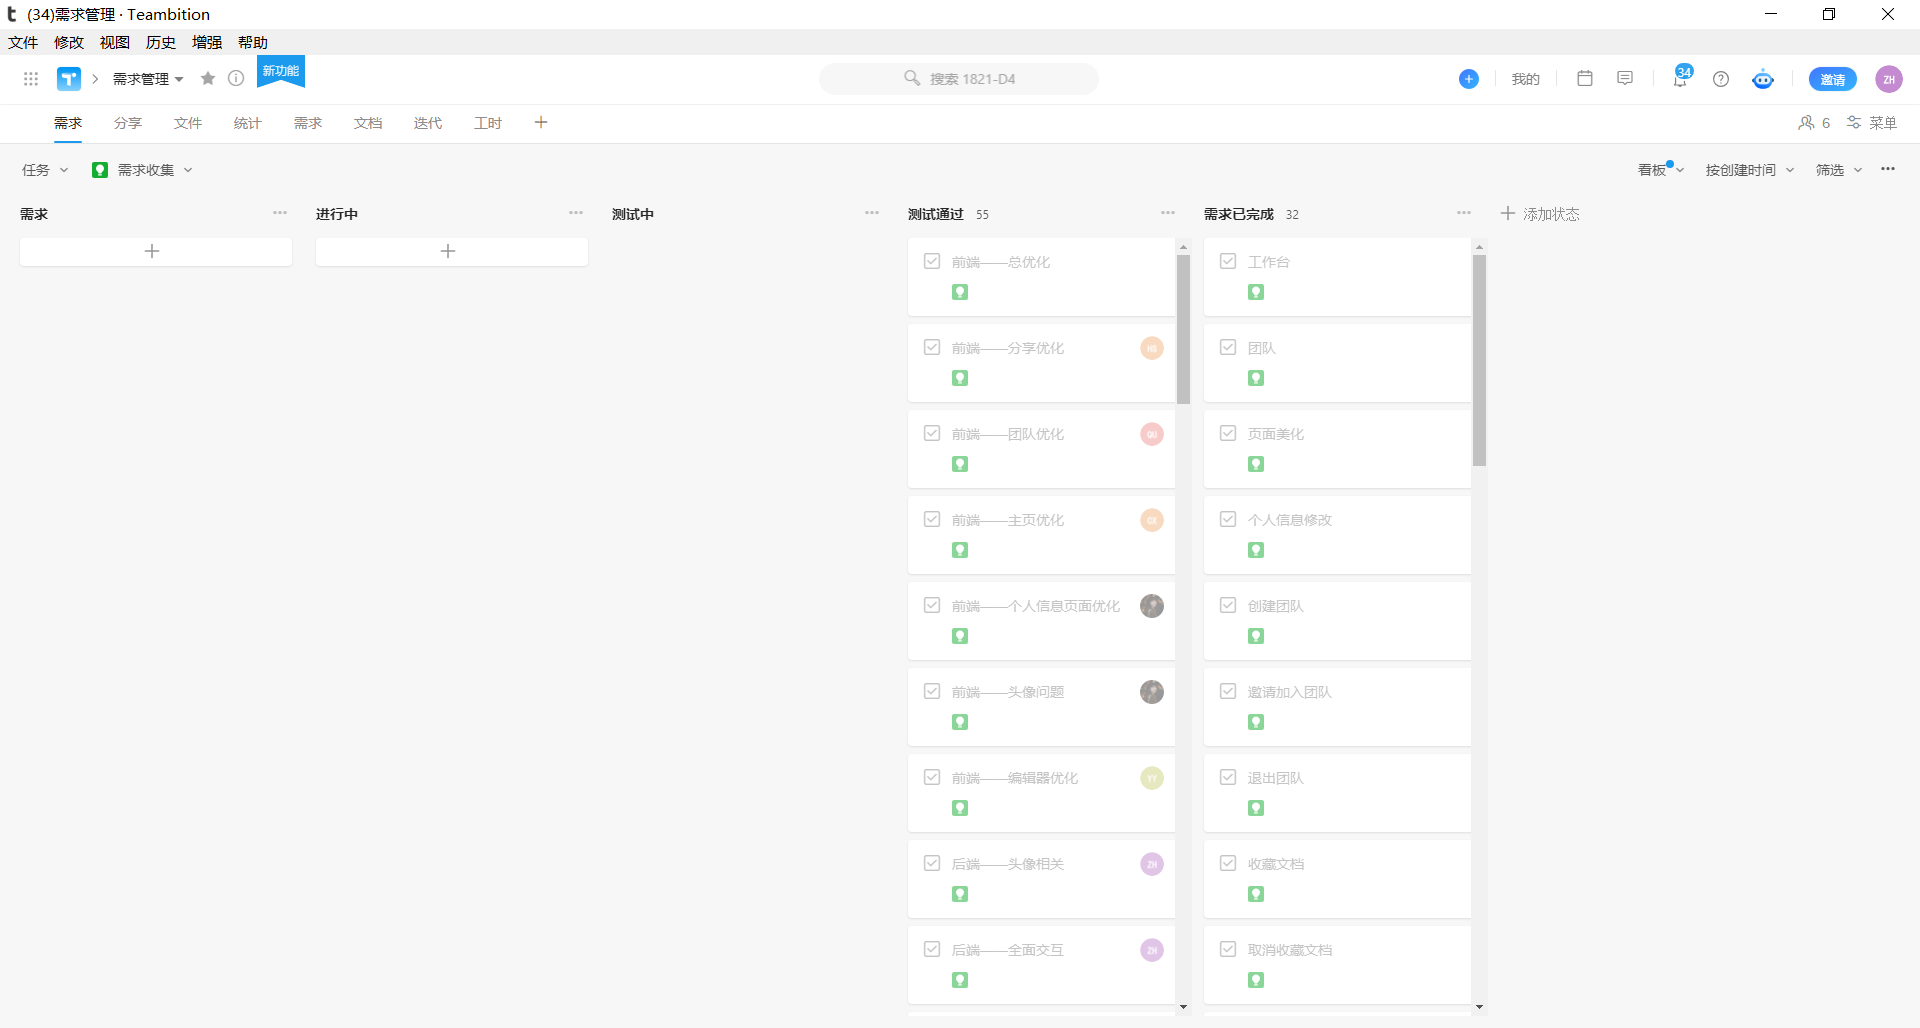 (34)需求管理 · Teambition
文件 修改 视图 历史 增强 帮助
需求管理 新功能 搜索 1821-D4 我的 34 邀请 ZH
需求 分享 文件 统计 需求 文档 迭代 工时 6 菜单
任务 需求收集 看板 按创建时间 筛选
需求 进行中 测试中 测试通过 55 需求已完成 32 添加状态
前端——总优化
前端——分享优化
前端——团队优化
前端——主页优化
前端——个人信息页面优化
前端——头像问题
前端——编辑器优化 YY
后端——头像相关 ZH
后端——全面交互 ZH
工作台
团队
页面美化
个人信息修改
创建团队
邀请加入团队
退出团队
收藏文档
取消收藏文档